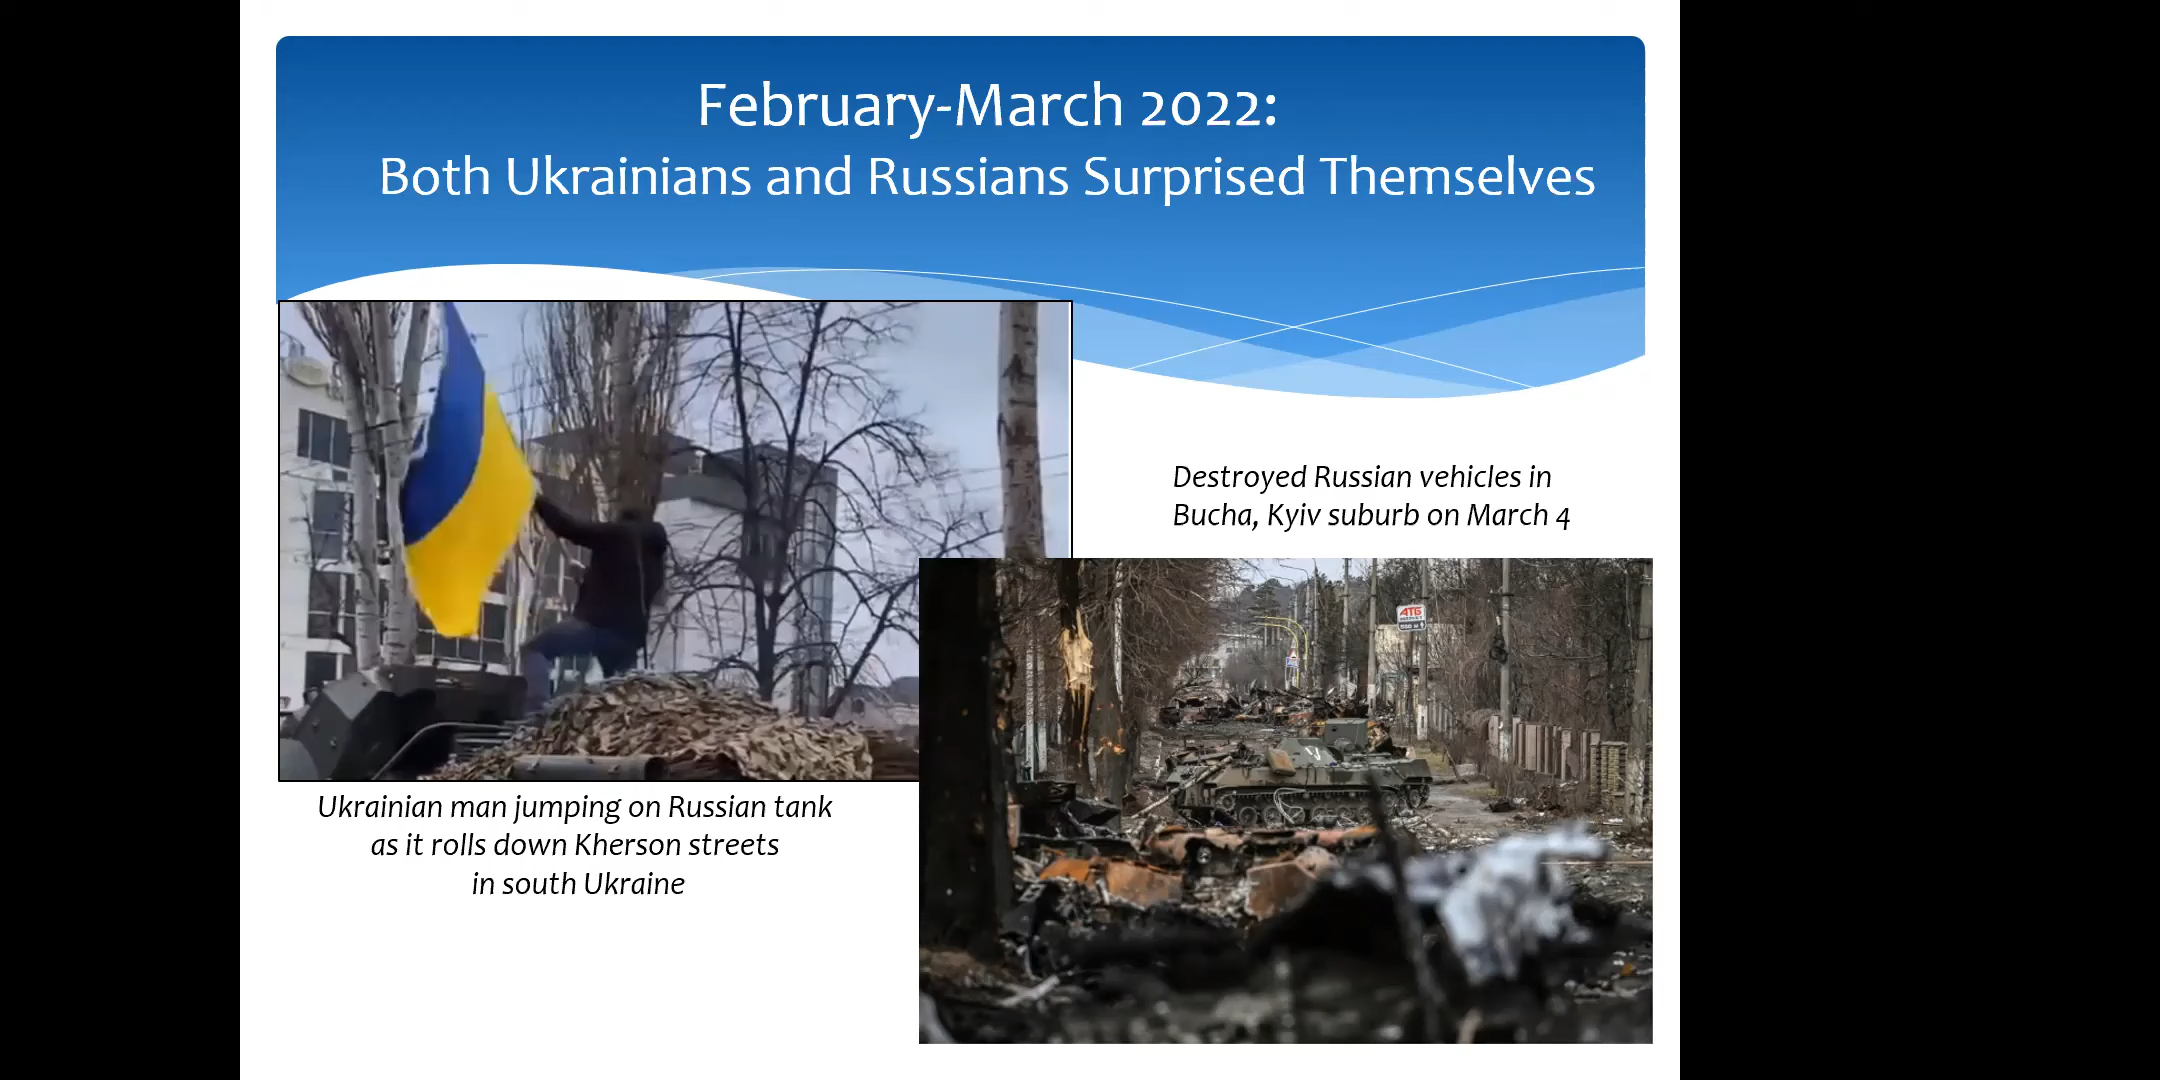 February-March 2022:
Both Ukrainians and Russians Surprised Themselves
Destroyed Russian vehicles in
Bucha, Kyiv suburb on March 4
АТБ
Ukrainian man jumping on Russian tank
as it rolls down Kherson streets
in south Ukraine